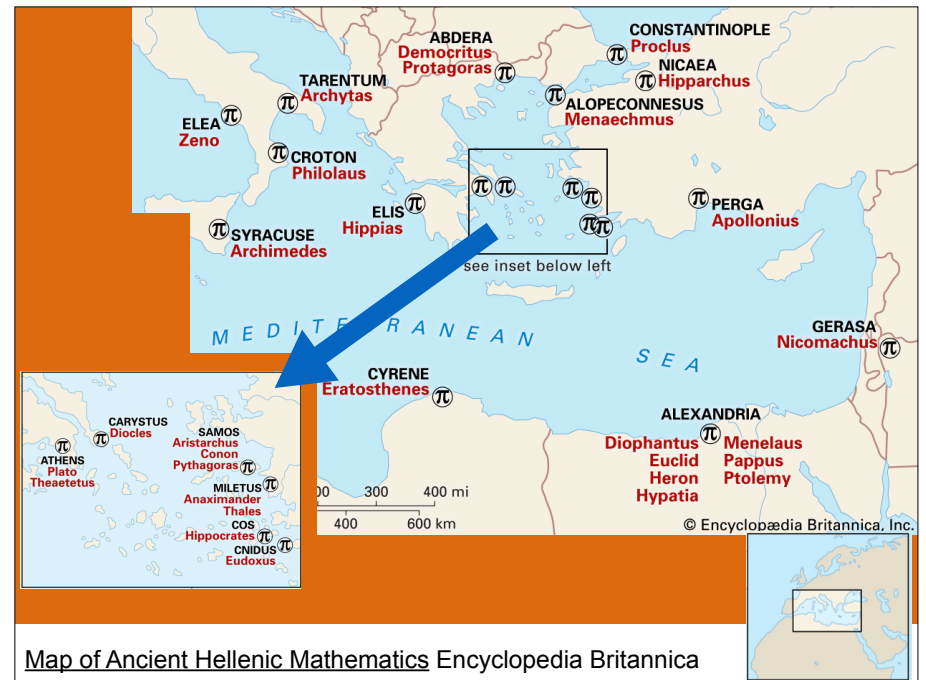 CONSTANTINOPLE
Proclus
ABDERA
Democritus
Protagoras
NICAEA
Hipparchus
TARENTUM
Archytas
ALOPECONNESUS
Menaechmus
ELEA
Zeno
CROTON
Philolaus
ELIS
Hippias
PERGA
Apollonius
SYRACUSE
Archimedes
see inset below left
MEDITERRANEAN SEA
GERASA
Nicomachus
CYRENE
Eratosthenes
ALEXANDRIA
Diophantus Menelaus
Euclid Pappus
Heron Ptolemy
Hypatia
CARYSTUS
Diocles
SAMOS
Aristarchus
Conon
Pythagoras
ATHENS
Plato
Theaetetus
MILETUS
Anaximander
Thales
COS
Hippocrates
CNIDUS
Eudoxus
300 400 mi
400 600 km
© Encyclopædia Britannica, Inc.
Map of Ancient Hellenic Mathematics Encyclopedia Britannica